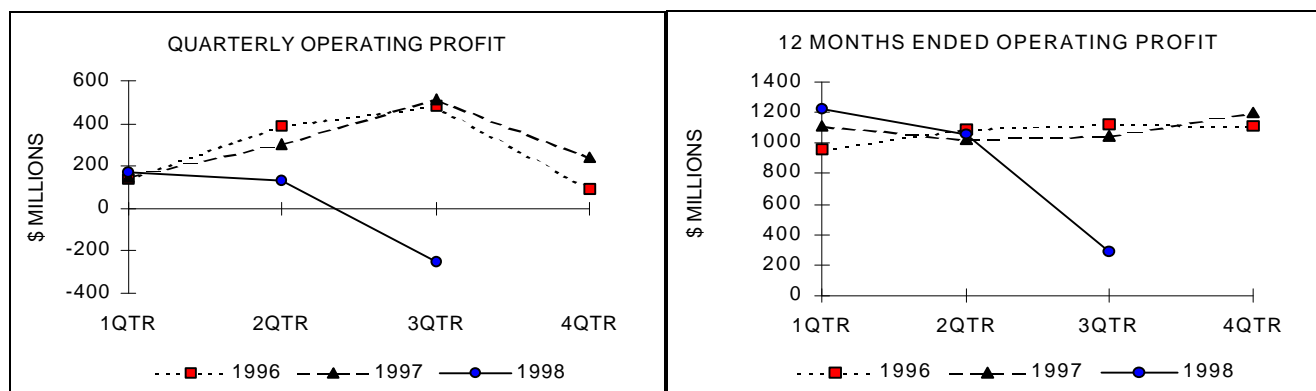 QUARTERLY OPERATING PROFIT
$ MILLIONS
600
400
200
0
-200
-400
1QTR 2QTR 3QTR 4QTR
1996 1997 1998
12 MONTHS ENDED OPERATING PROFIT
$ MILLIONS
1400
1200
1000
800
600
400
200
0
1QTR 2QTR 3QTR 4QTR
1996 1997 1998